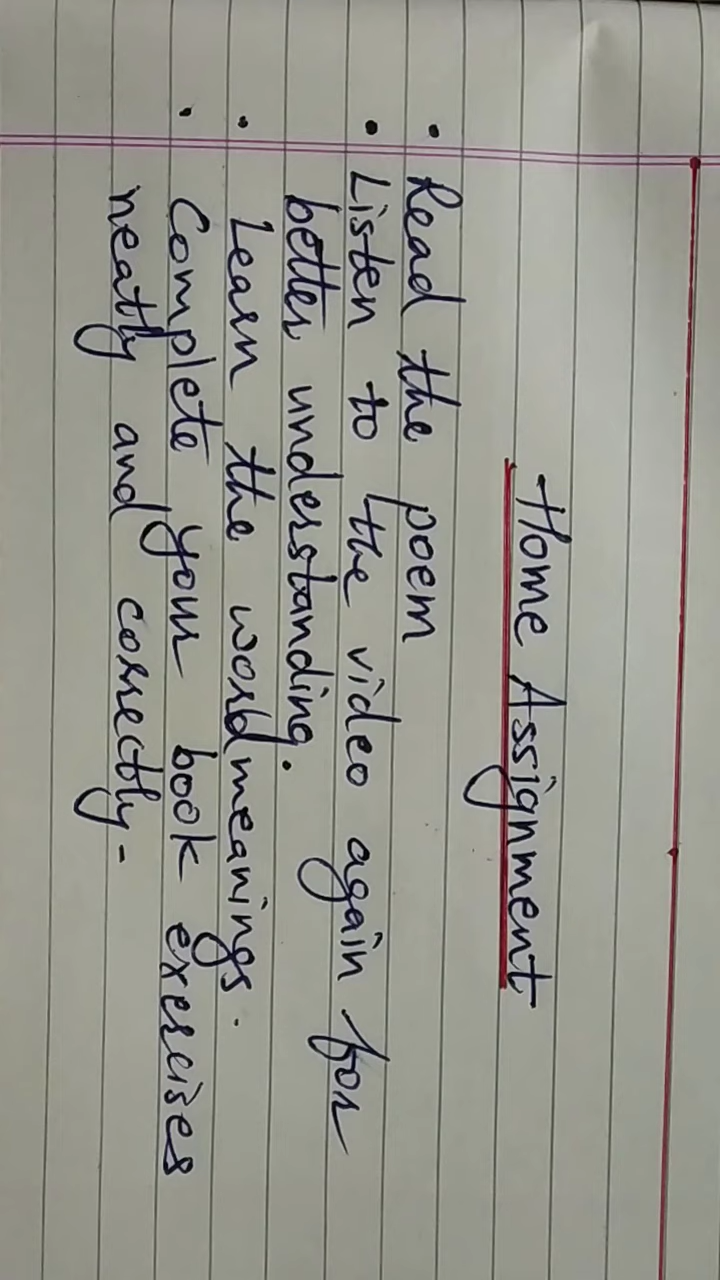 Home Assignment
• Read the poem
• Listen to the video again for
better understanding.
• Learn the word meanings.
• Complete your book exercises
neatly and correctly.